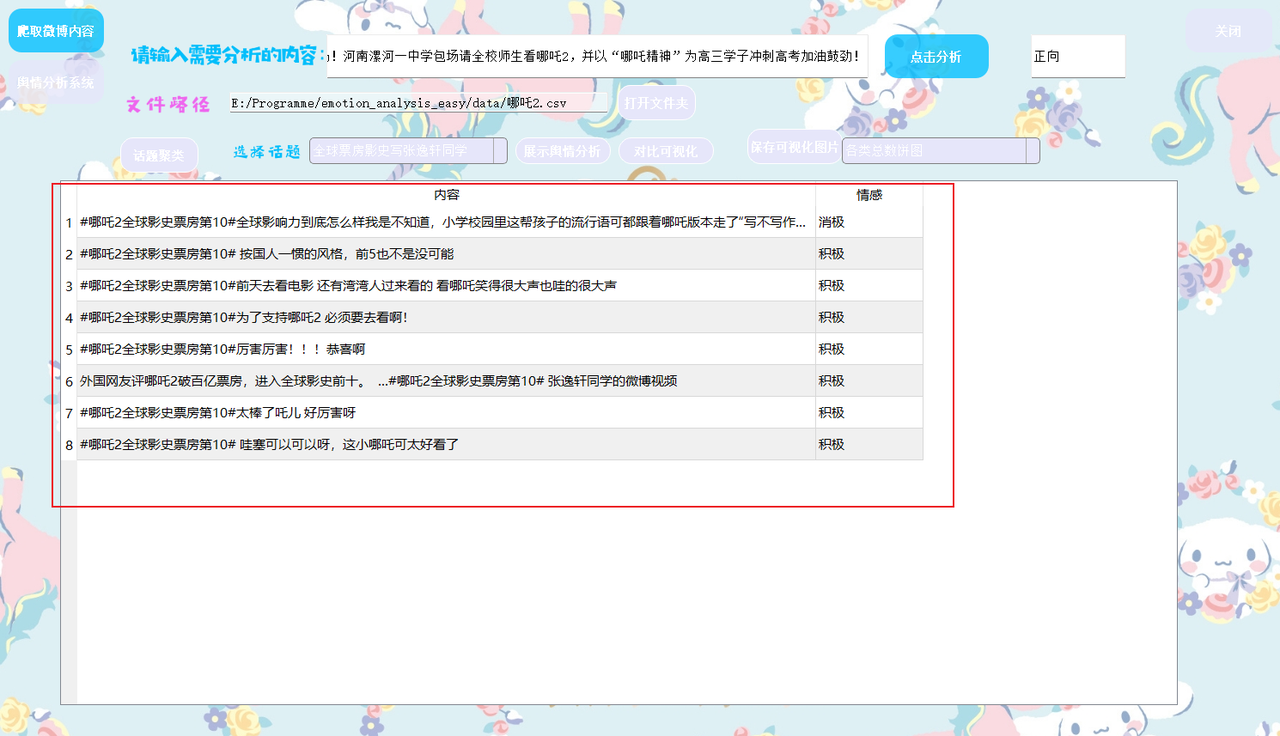 爬取微博内容
关闭
请输入需要分析的内容：
！河南漯河一中学包场请全校师生看哪吒2，并以“哪吒精神”为高三学子冲刺高考加油鼓劲！
点击分析
正向
舆情分析系统
文件路径
E:/Programme/emotion_analysis_easy/data/哪吒2.csv
打开文件夹
话题聚类
选择话题
全球票房影史写张逸轩同学
展示舆情分析
对比可视化
保存可视化图片
各类总数饼图
内容 情感
1 #哪吒2全球影史票房第10#全球影响力到底怎么样我是不知道，小学校园里这帮孩子的流行语可都跟着哪吒版本走了“写不写作... 消极
2 #哪吒2全球影史票房第10# 按国人一惯的风格，前5也不是没可能 积极
3 #哪吒2全球影史票房第10#前天去看电影 还有湾湾人过来看的 看哪吒笑得很大声也哇的很大声 积极
4 #哪吒2全球影史票房第10#为了支持哪吒2 必须要去看啊！ 积极
5 #哪吒2全球影史票房第10#厉害厉害！！！恭喜啊 积极
6 外国网友评哪吒2破百亿票房，进入全球影史前十。 ...#哪吒2全球影史票房第10# 张逸轩同学的微博视频 积极
7 #哪吒2全球影史票房第10#太棒了吒儿 好厉害呀 积极
8 #哪吒2全球影史票房第10# 哇塞可以可以呀，这小哪吒可太好看了 积极